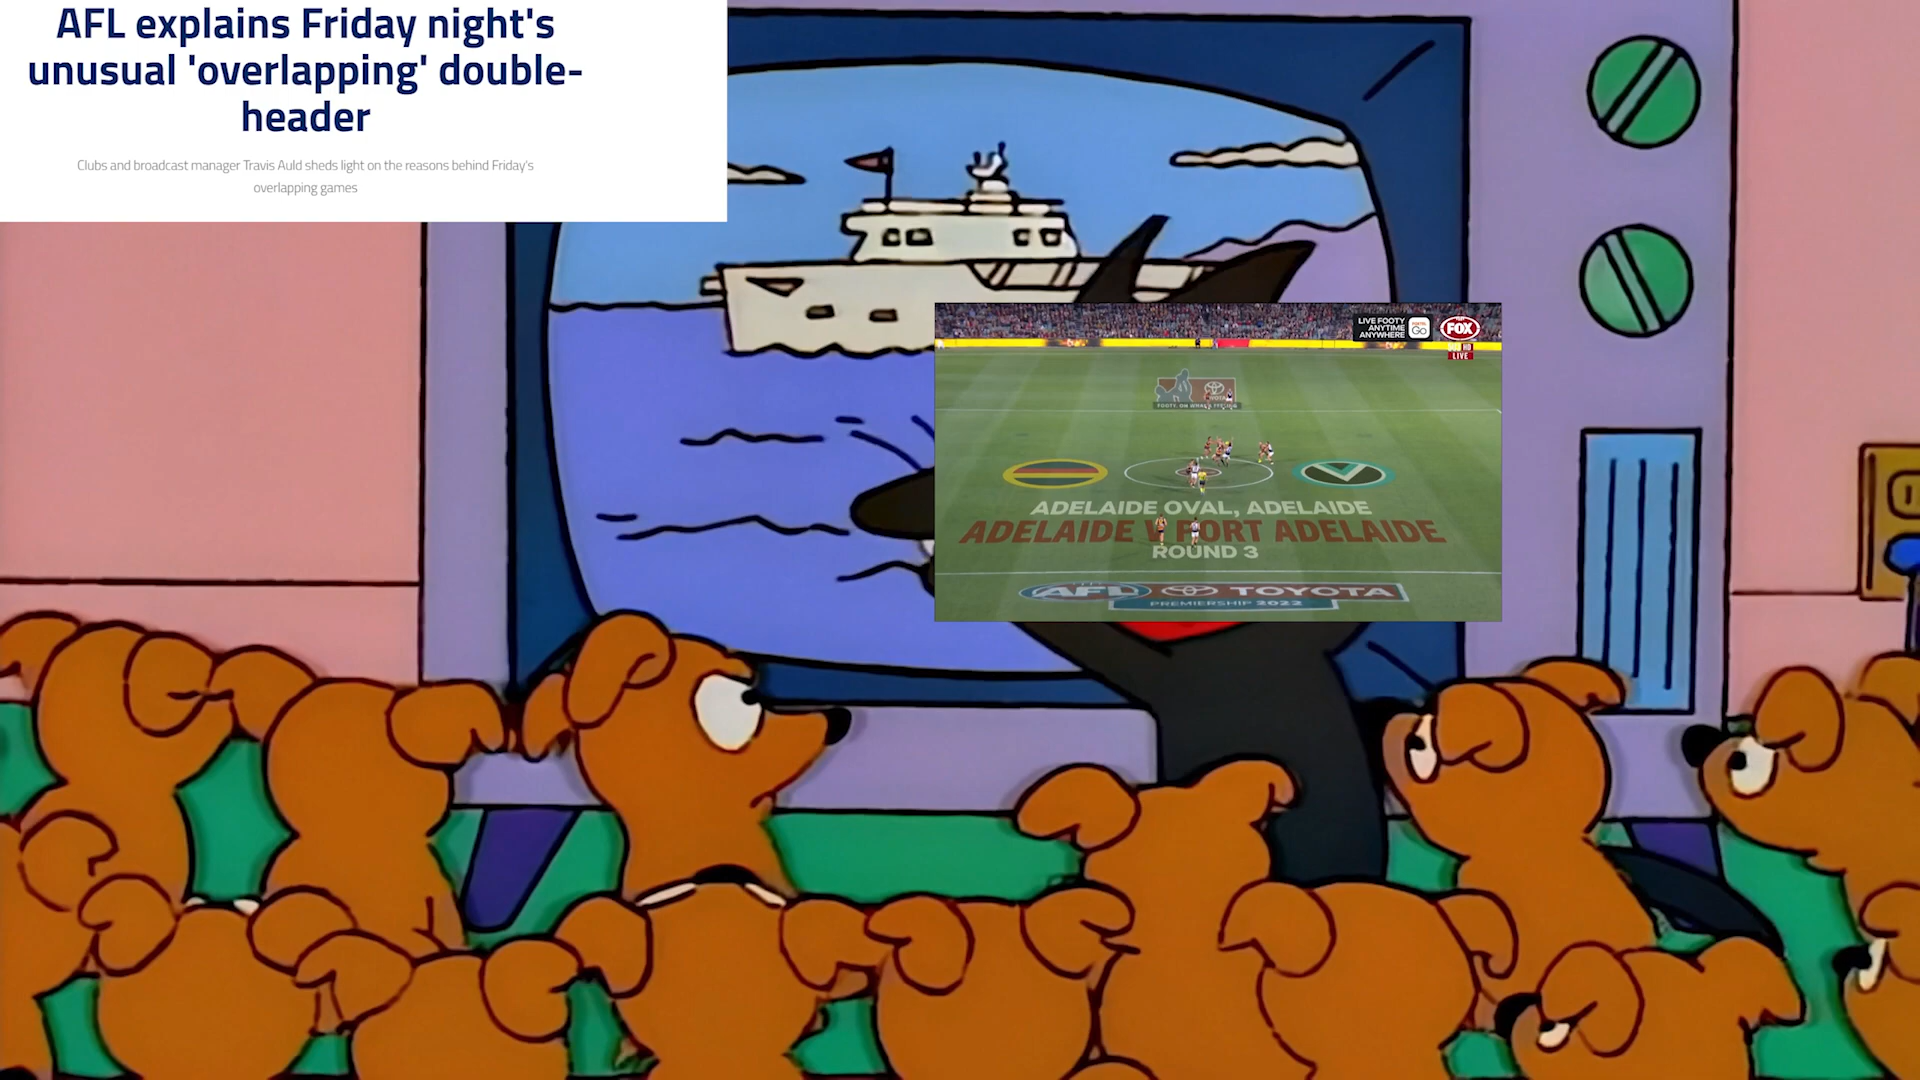 AFL explains Friday night's
unusual 'overlapping' double-
header
Clubs and broadcast manager Travis Auld sheds light on the reasons behind Friday's
overlapping games
LIVE FOOTY
ANYTIME
ANYWHERE
Go
FOX
LIVE
TOYOTA
ADELAIDE OVAL, ADELAIDE
ADELAIDE V PORT ADELAIDE
ROUND 3
AFL TOYOTA
PREMIERSHIP 2022